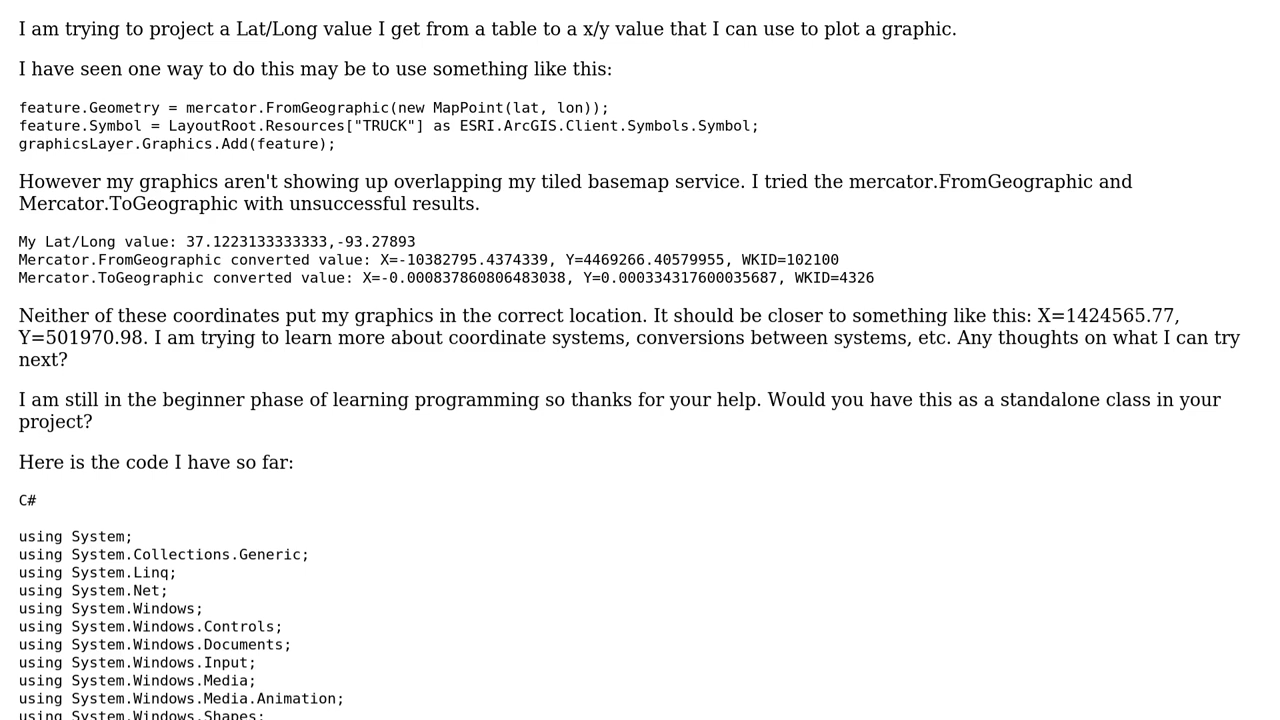 I am trying to project a Lat/Long value I get from a table to a x/y value that I can use to plot a graphic.
I have seen one way to do this may be to use something like this:
feature.Geometry = mercator.FromGeographic(new MapPoint(lat, lon));
feature.Symbol = LayoutRoot.Resources["TRUCK"] as ESRI.ArcGIS.Client.Symbols.Symbol;
graphicsLayer.Graphics.Add(feature);
However my graphics aren't showing up overlapping my tiled basemap service. I tried the mercator.FromGeographic and
Mercator.ToGeographic with unsuccessful results.
My Lat/Long value: 37.1223133333333,-93.27893
Mercator.FromGeographic converted value: X=-10382795.4374339, Y=4469266.40579955, WKID=102100
Mercator.ToGeographic converted value: X=-0.000837860806483038, Y=0.000334317600035687, WKID=4326
Neither of these coordinates put my graphics in the correct location. It should be closer to something like this: X=1424565.77,
Y=501970.98. I am trying to learn more about coordinate systems, conversions between systems, etc. Any thoughts on what I can try
next?
I am still in the beginner phase of learning programming so thanks for your help. Would you have this as a standalone class in your
project?
Here is the code I have so far:
C#
using System;
using System.Collections.Generic;
using System.Linq;
using System.Net;
using System.Windows;
using System.Windows.Controls;
using System.Windows.Documents;
using System.Windows.Input;
using System.Windows.Media;
using System.Windows.Media.Animation;
using System.Windows.Shapes;